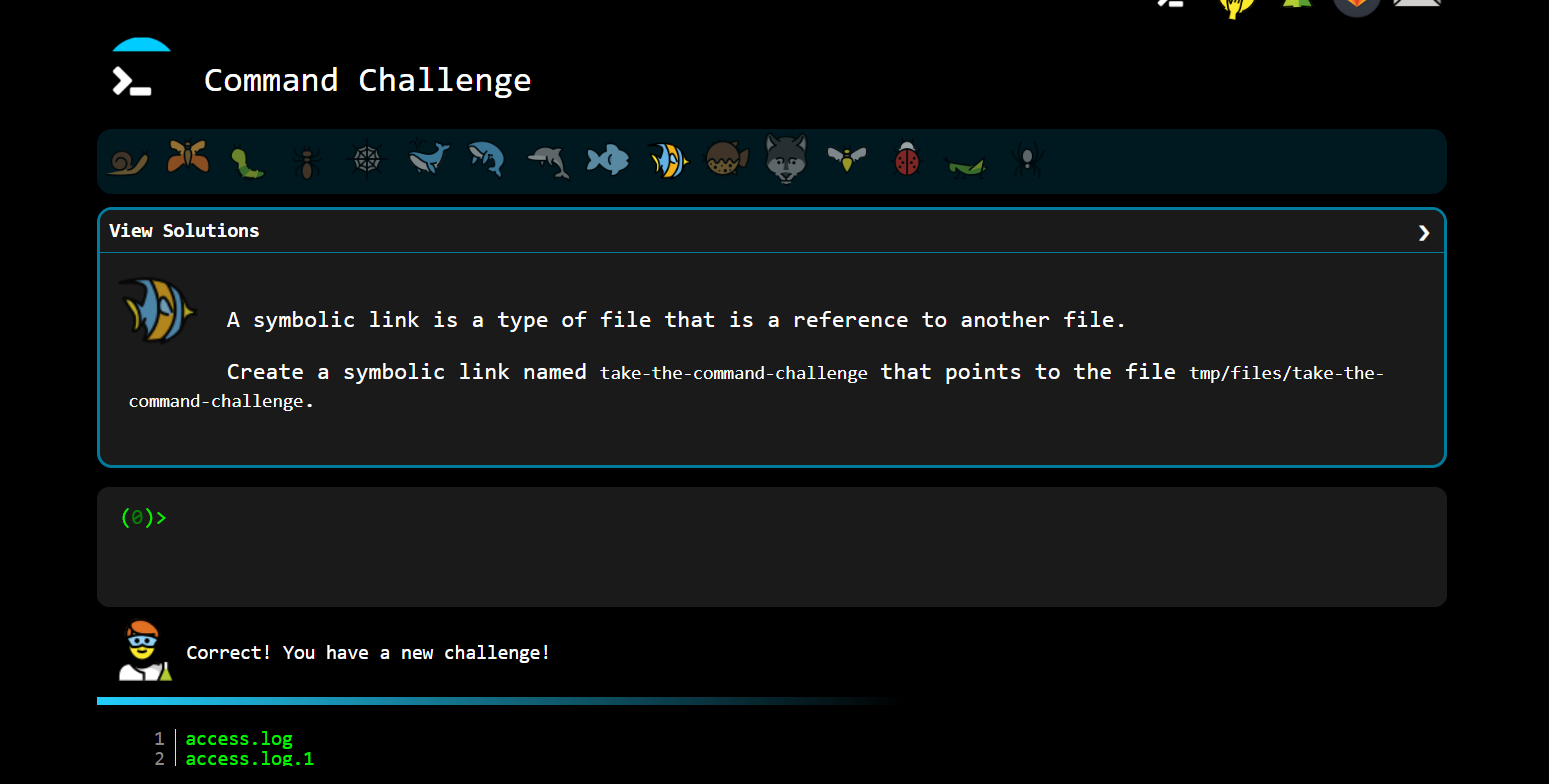 Command Challenge
View Solutions
A symbolic link is a type of file that is a reference to another file.
Create a symbolic link named take-the-command-challenge that points to the file tmp/files/take-the-
command-challenge.
(0)>
Correct! You have a new challenge!
1 access.log
2 access.log.1